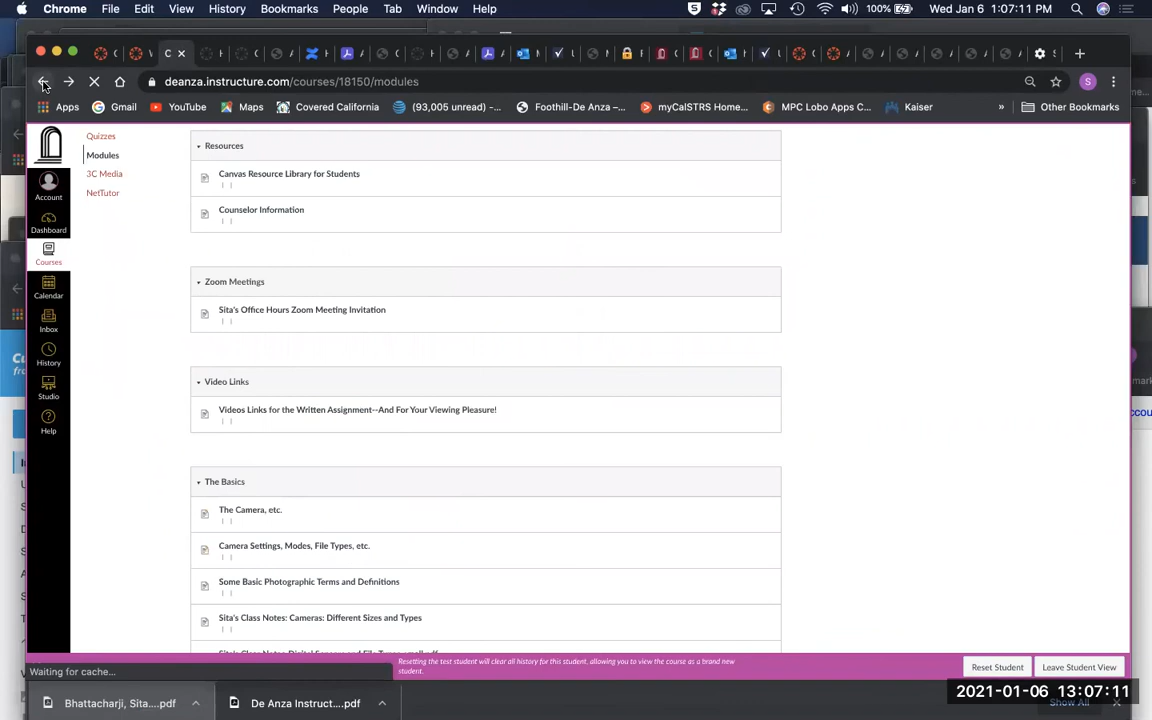 Chrome File Edit View History Bookmarks People Tab Window Help 100% Wed Jan 6 1:07:11 PM
deanza.instructure.com/courses/18150/modules
Apps Gmail YouTube Maps Covered California (93,005 unread) -... Foothill-De Anza –... myCalSTRS Home... MPC Lobo Apps C... Kaiser » Other Bookmarks
Quizzes
Modules
3C Media
NetTutor
Account
Dashboard
Courses
Calendar
Inbox
History
Studio
Help
Resources
Canvas Resource Library for Students
Counselor Information
Zoom Meetings
Sita's Office Hours Zoom Meeting Invitation
Video Links
Videos Links for the Written Assignment--And For Your Viewing Pleasure!
The Basics
The Camera, etc.
Camera Settings, Modes, File Types, etc.
Some Basic Photographic Terms and Definitions
Sita's Class Notes: Cameras: Different Sizes and Types
Waiting for cache...
Resetting the test student will clear all history for this student, allowing you to view the course as a brand new
student.
Reset Student Leave Student View
2021-01-06 13:07:11
Bhattacharji, Sita....pdf De Anza Instruct....pdf Show All